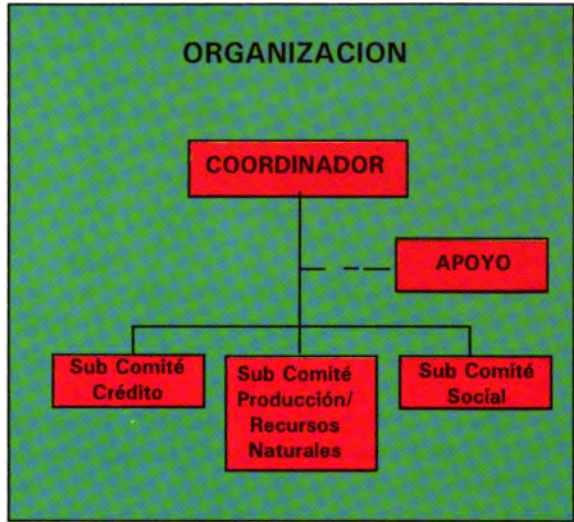 ORGANIZACION
COORDINADOR
APOYO
Sub Comité
Crédito
Sub Comité
Producción/
Recursos
Naturales
Sub Comité
Social